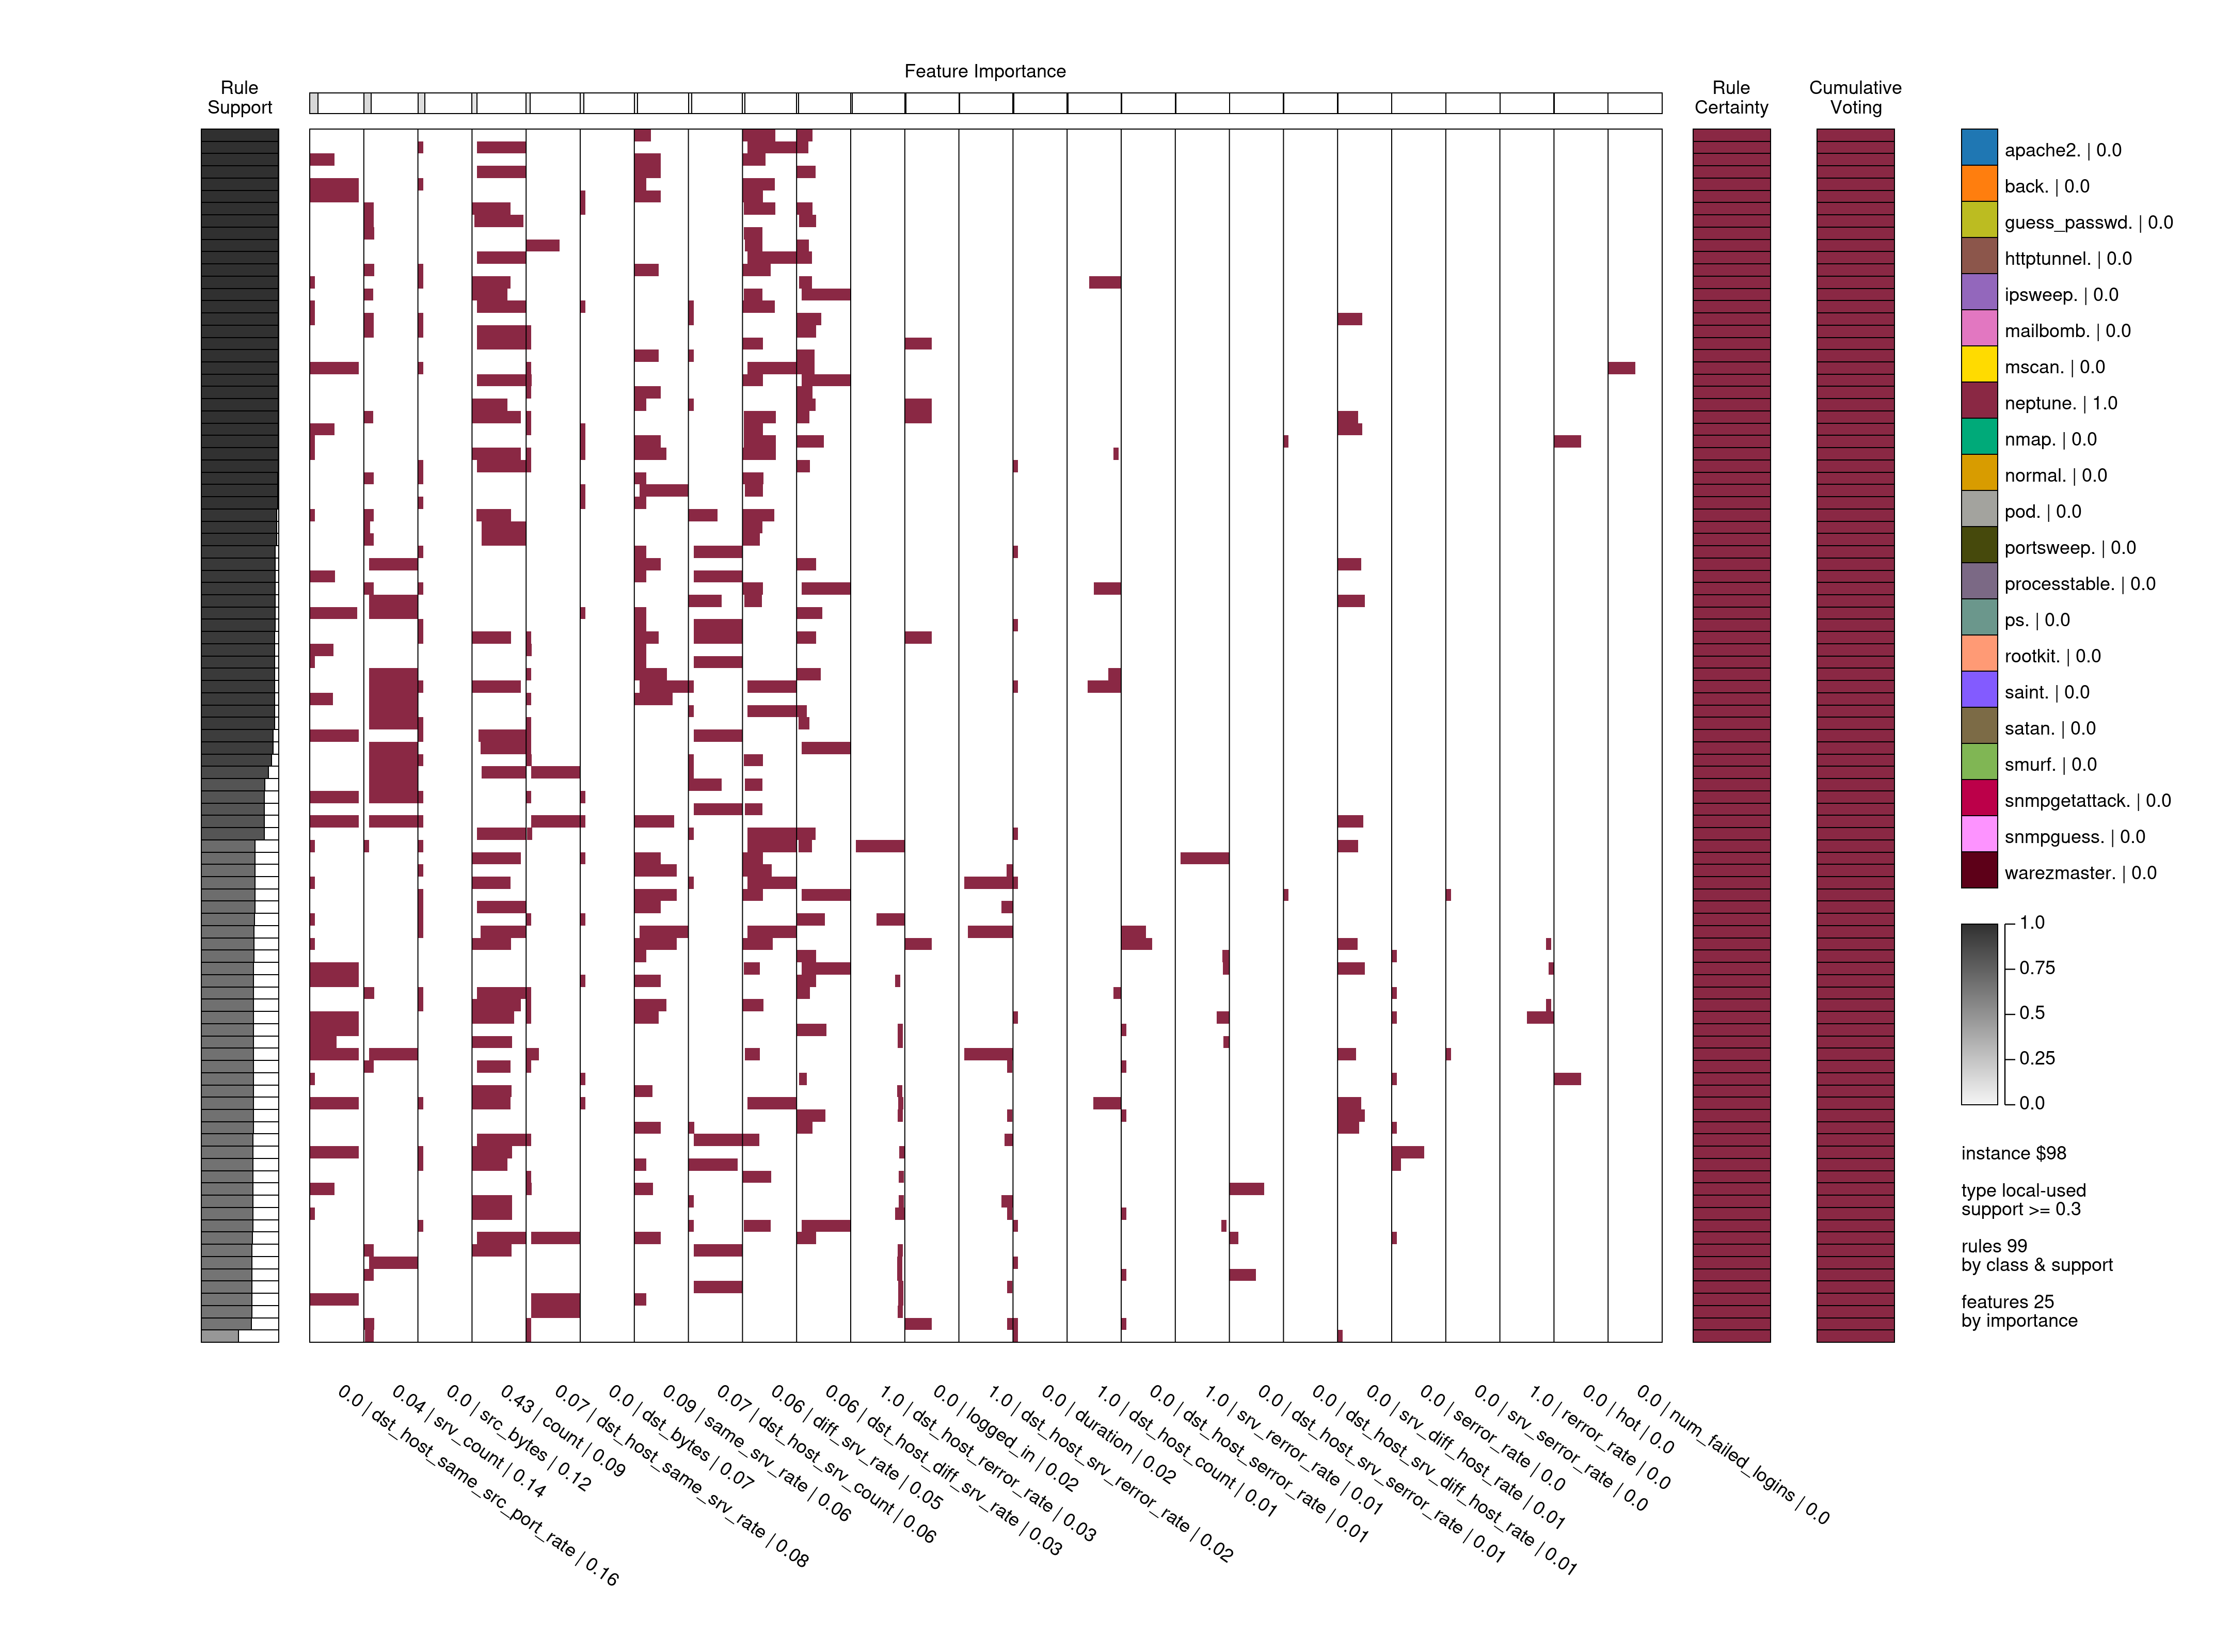 Feature Importance
Rule
Support
Rule
Certainty
Cumulative
Voting
apache2. | 0.0
back. | 0.0
guess_passwd. | 0.0
httptunnel. | 0.0
ipsweep. | 0.0
mailbomb. | 0.0
mscan. | 0.0
neptune. | 1.0
nmap. | 0.0
normal. | 0.0
pod. | 0.0
portsweep. | 0.0
processtable. | 0.0
ps. | 0.0
rootkit. | 0.0
saint. | 0.0
satan. | 0.0
smurf. | 0.0
snmpgetattack. | 0.0
snmpguess. | 0.0
warezmaster. | 0.0
1.0
0.75
0.5
0.25
0.0
instance $98
type local-used
support >= 0.3
rules 99
by class & support
features 25
by importance
0.0 | dst_host_same_src_port_rate | 0.16
0.04 | srv_count | 0.14
0.0 | src_bytes | 0.12
0.43 | count | 0.09
0.07 | dst_host_same_srv_rate | 0.08
0.0 | dst_bytes | 0.07
0.09 | same_srv_rate | 0.06
0.07 | dst_host_srv_count | 0.06
0.06 | diff_srv_rate | 0.05
0.06 | dst_host_diff_srv_rate | 0.03
1.0 | dst_host_rerror_rate | 0.03
0.0 | logged_in | 0.02
1.0 | dst_host_srv_rerror_rate | 0.02
0.0 | duration | 0.02
1.0 | dst_host_count | 0.01
0.0 | dst_host_serror_rate | 0.01
1.0 | srv_rerror_rate | 0.01
0.0 | dst_host_srv_serror_rate | 0.01
0.0 | dst_host_srv_diff_host_rate | 0.01
0.0 | srv_diff_host_rate | 0.01
0.0 | serror_rate | 0.0
0.0 | srv_serror_rate | 0.0
1.0 | rerror_rate | 0.0
0.0 | hot | 0.0
0.0 | num_failed_logins | 0.0